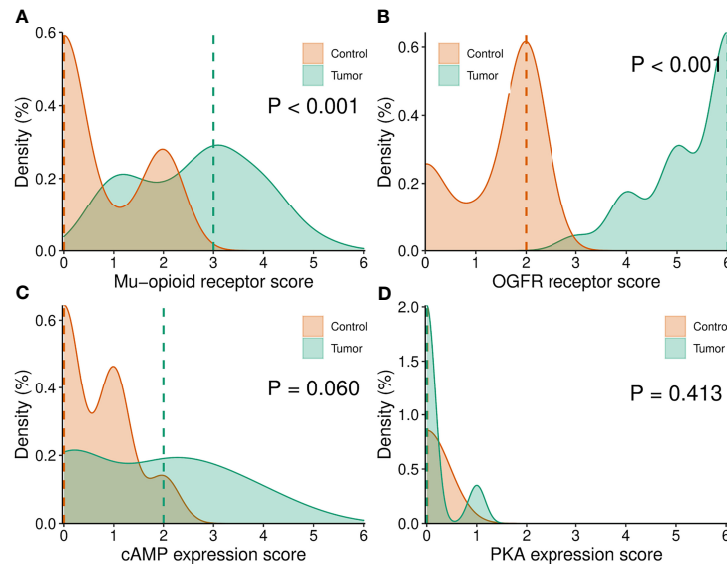 A
0.6
0.4
0.2
0.0
Density (%)
Control
Tumor
P < 0.001
0 1 2 3 4 5 6
Mu−opioid receptor score
B
0.6
0.4
0.2
0.0
Density (%)
Control
Tumor
P < 0.001
0 1 2 3 4 5 6
OGFR receptor score
C
0.6
0.4
0.2
0.0
Density (%)
Control
Tumor
P = 0.060
0 1 2 3 4 5 6
cAMP expression score
D
2.0
1.5
1.0
0.5
0.0
Density (%)
Control
Tumor
P = 0.413
0 1 2 3 4 5 6
PKA expression score